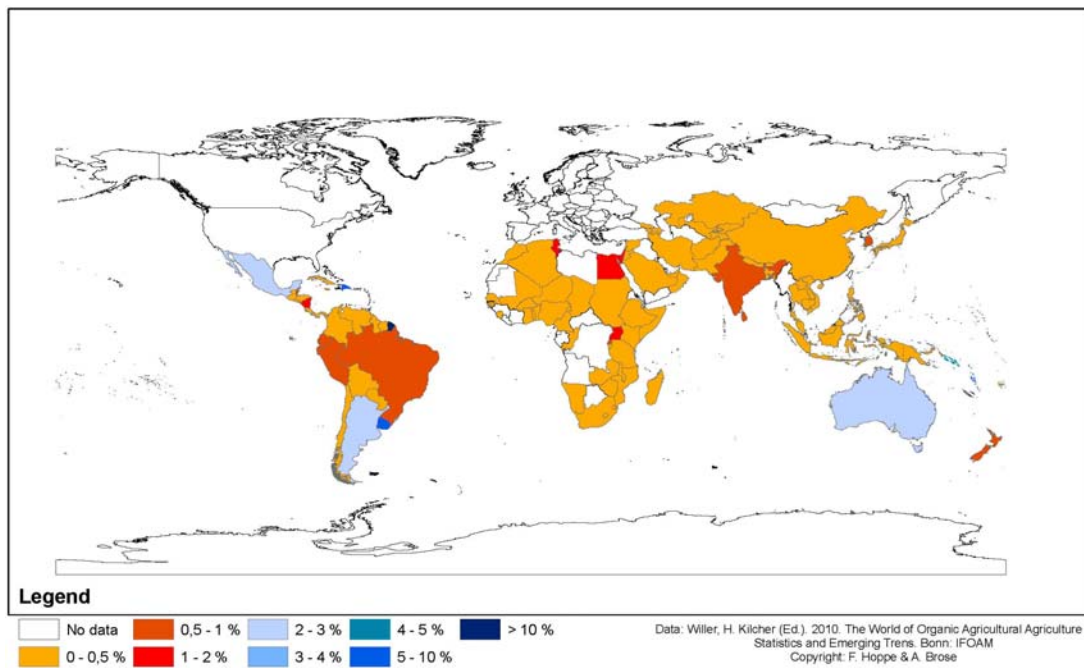 Legend
No data
0,5 - 1 %
2 - 3 %
4 - 5 %
> 10 %
0 - 0,5 %
1 - 2 %
3 - 4 %
5 - 10 %
Data: Willer, H. Kilcher (Ed.). 2010. The World of Organic Agricultural Agriculture
Statistics and Emerging Trens. Bonn: IFOAM
Copyright: F. Hoppe & A. Brose